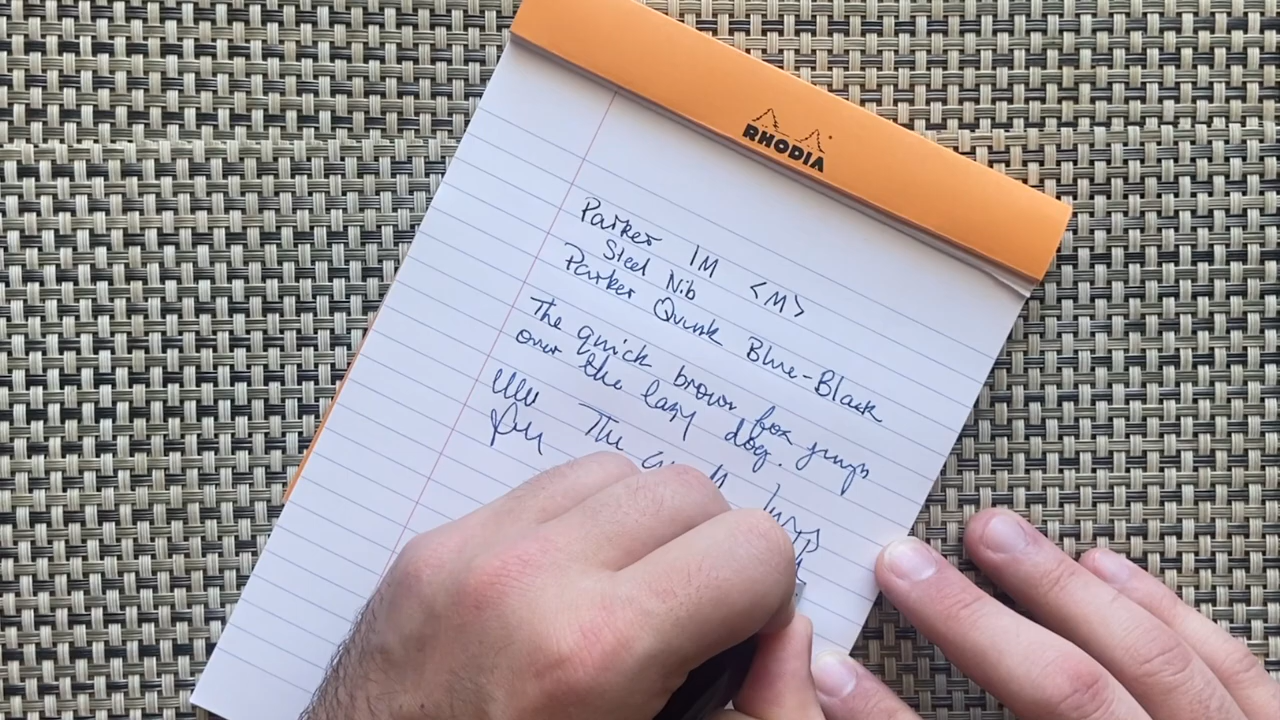 RHODIA
Parker IM <M>
Steel Nib
Parker Quink Blue-Black
The quick brown fox jumps
over the lazy dog.
The